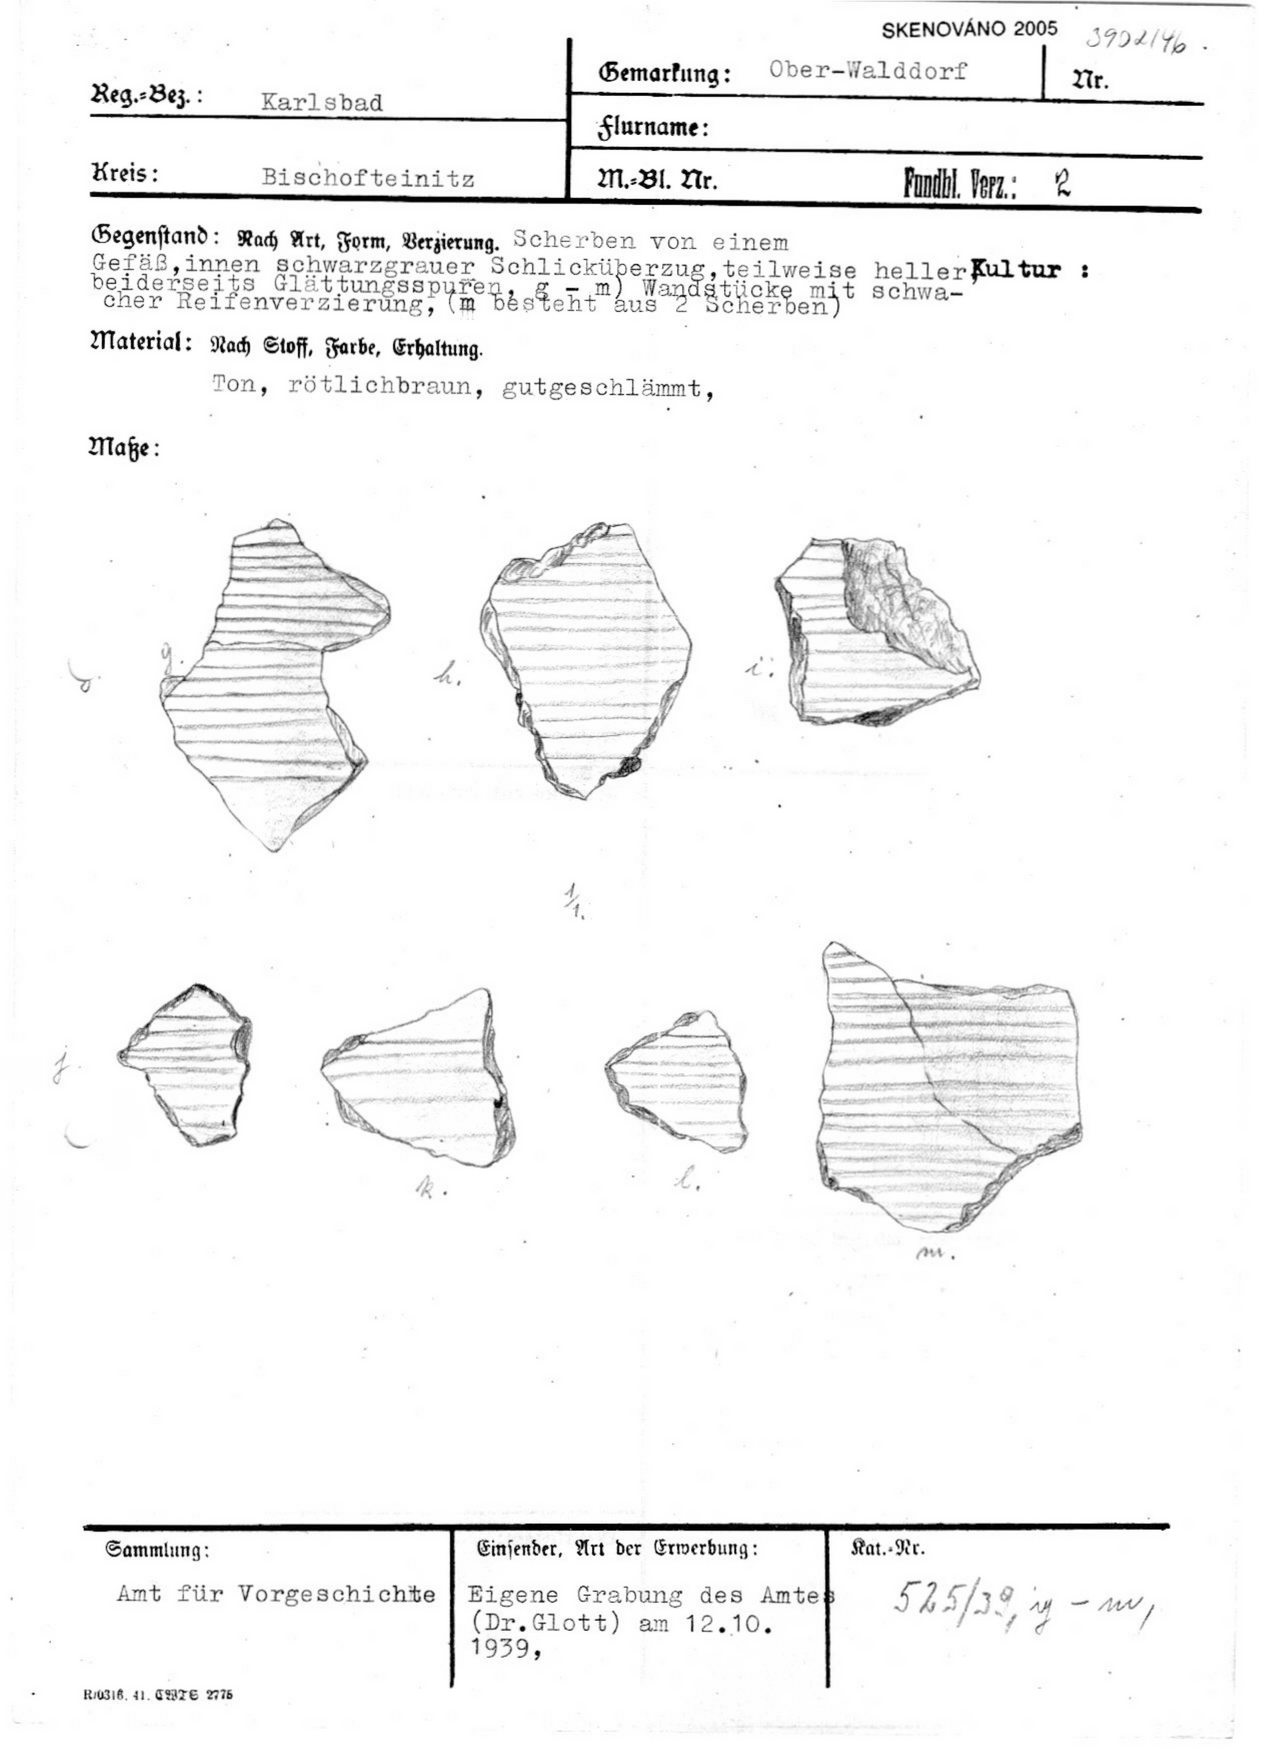 SKENOVÁNO 2005
3902/46
Reg.=Bez.: Karlsbad
Gemarkung: Ober-Walddorf
Nr.
Flurname:
Kreis: Bischofteinitz
M.=Bl. Nr.
Fundbl. Verz.: 2
Gegenstand: Nach Art, Form, Verzierung. Scherben von einem
Gefäß,innen schwarzgrauer Schlicküberzug,teilweise heller,
Kultur :
beiderseits Glättungsspuren, g - m) Wandstücke mit schwa-
cher Reifenverzierung, (m besteht aus 2 Scherben)
Material: Nach Stoff, Farbe, Erhaltung.
Ton, rötlichbraun, gutgeschlämmt,
Maße:
g.
h.
i.
1/1.
j.
k.
l.
m.
Sammlung:
Amt für Vorgeschichte
Einsender, Art der Erwerbung:
Eigene Grabung des Amtes
(Dr.Glott) am 12.10.
1939,
Kat.-Nr.
525/39, g - m,
R/0316. 41. 2775